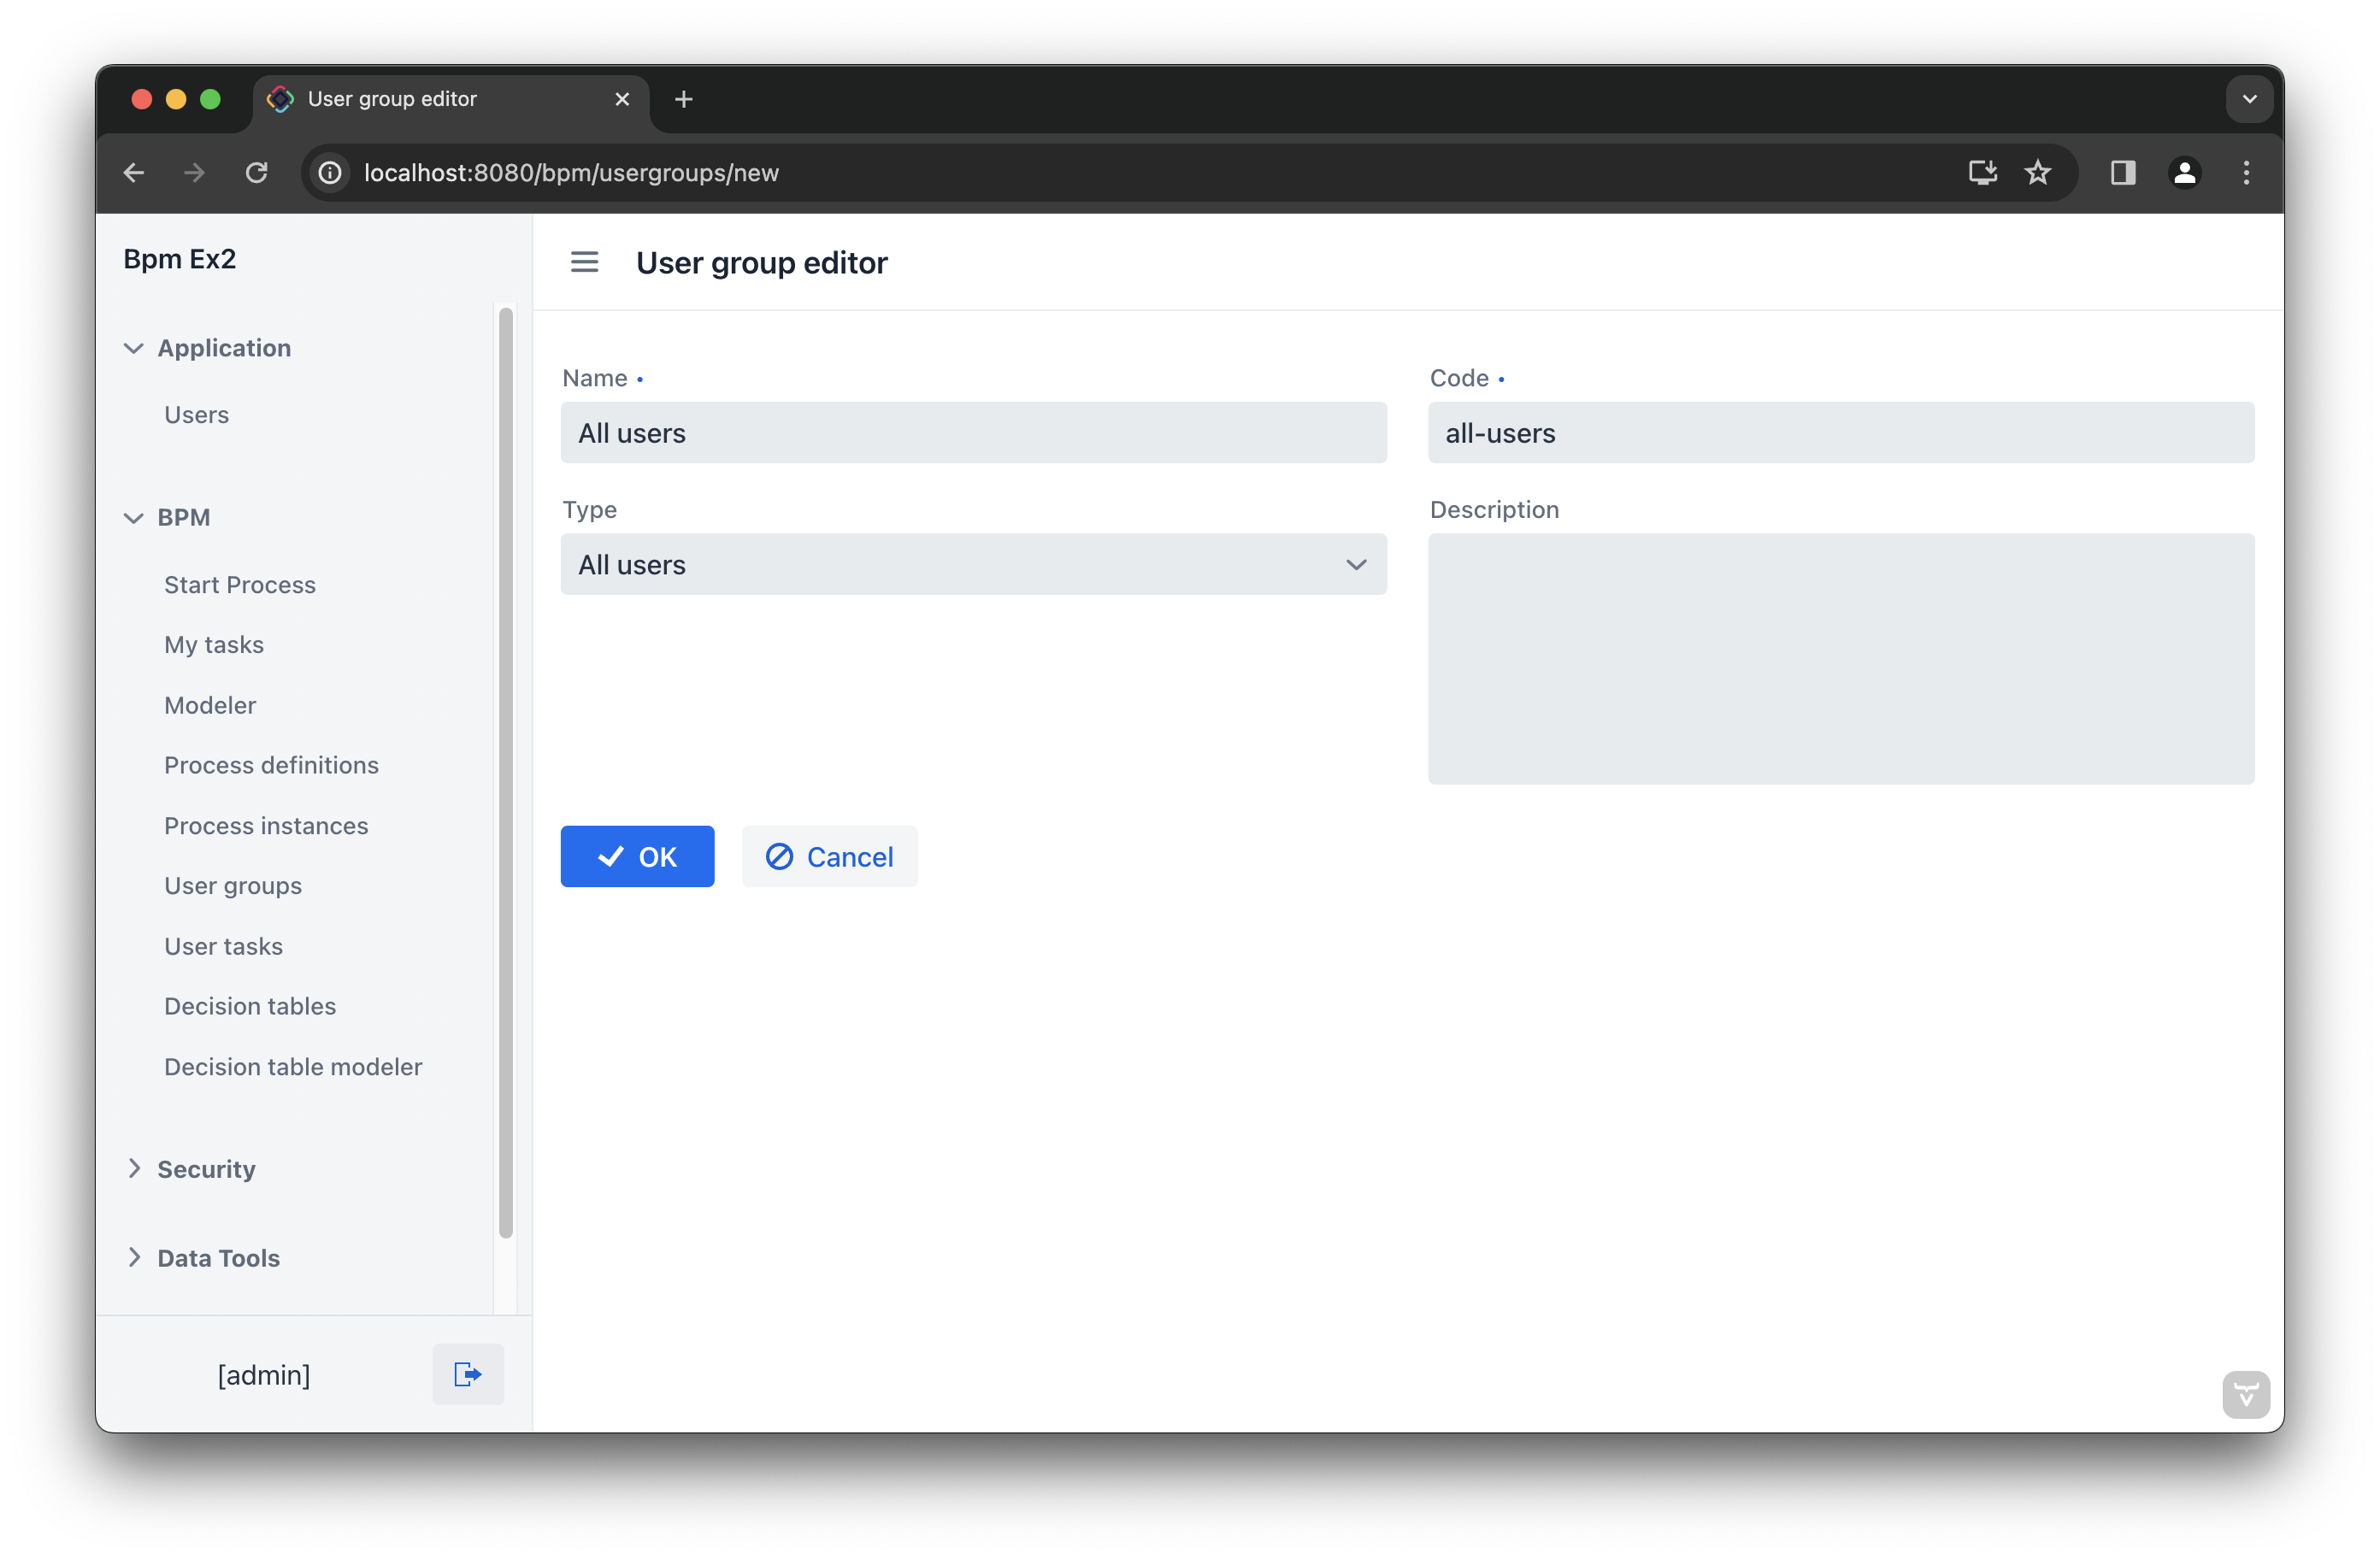 User group editor
localhost:8080/bpm/usergroups/new
Bpm Ex2
Application
Users
BPM
Start Process
My tasks
Modeler
Process definitions
Process instances
User groups
User tasks
Decision tables
Decision table modeler
Security
Data Tools
[admin]
User group editor
Name •
All users
Code •
all-users
Type
All users
Description
OK
Cancel